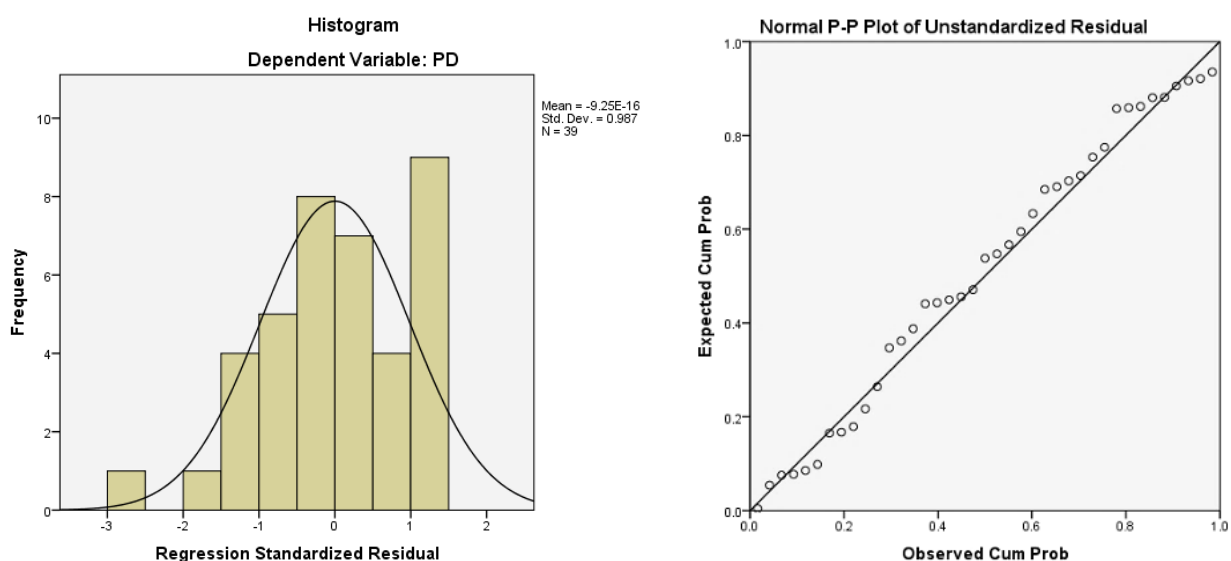 Histogram
Dependent Variable: PD
Mean = -9.25E-16
Std. Dev. = 0.987
N = 39
Frequency
10
8
6
4
2
0
-3
-2
-1
0
1
2
Regression Standardized Residual
Normal P-P Plot of Unstandardized Residual
Expected Cum Prob
1.0
0.8
0.6
0.4
0.2
0.0
0.0
0.2
0.4
0.6
0.8
1.0
Observed Cum Prob